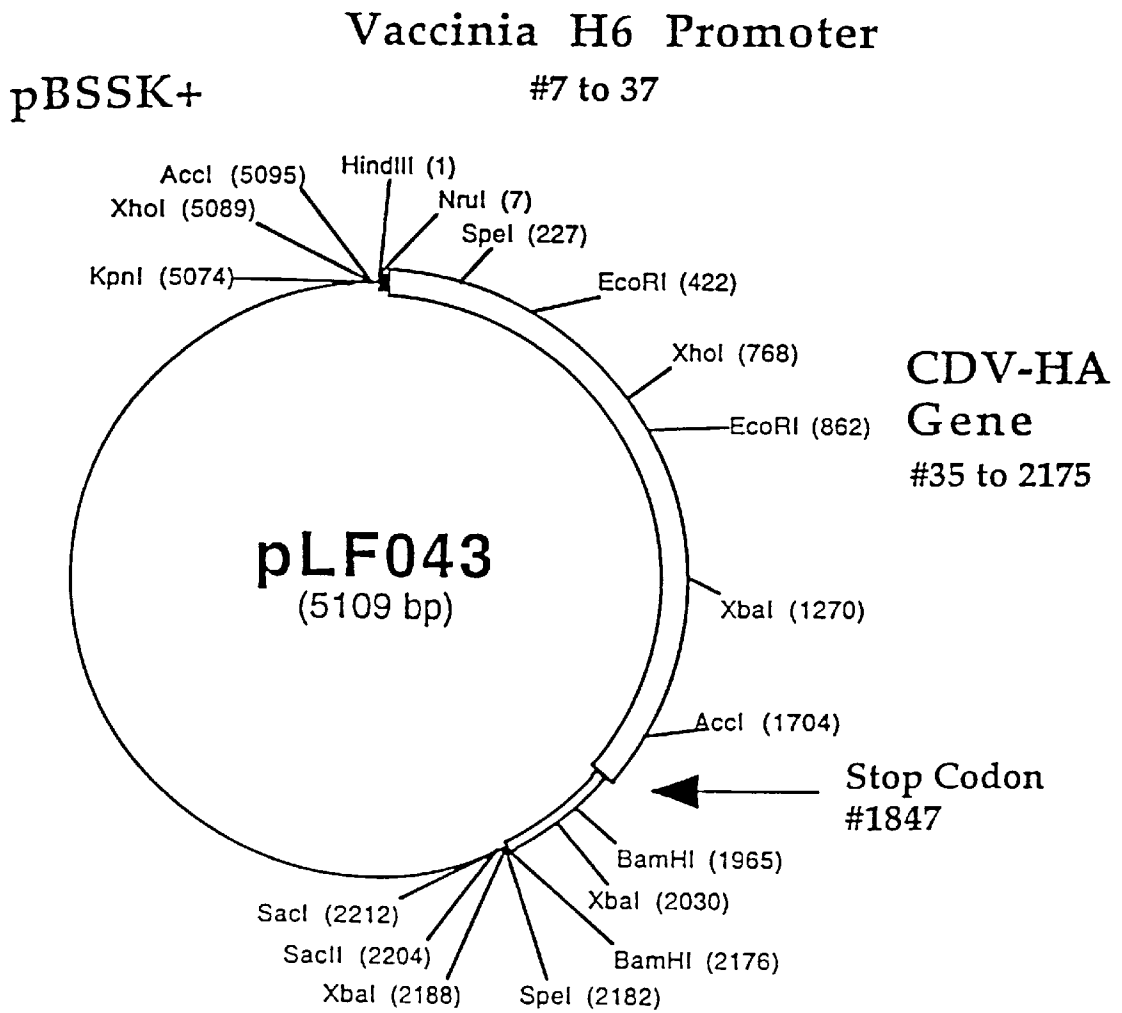 Vaccinia H6 Promoter
#7 to 37
pBSSK+
HindIII (1)
AccI (5095)
NruI (7)
XhoI (5089)
SpeI (227)
KpnI (5074)
EcoRI (422)
XhoI (768)
CDV-HA
Gene
#35 to 2175
EcoRI (862)
pLF043
(5109 bp)
XbaI (1270)
AccI (1704)
Stop Codon
#1847
BamHI (1965)
XbaI (2030)
SacI (2212)
SacII (2204)
BamHI (2176)
XbaI (2188)
SpeI (2182)